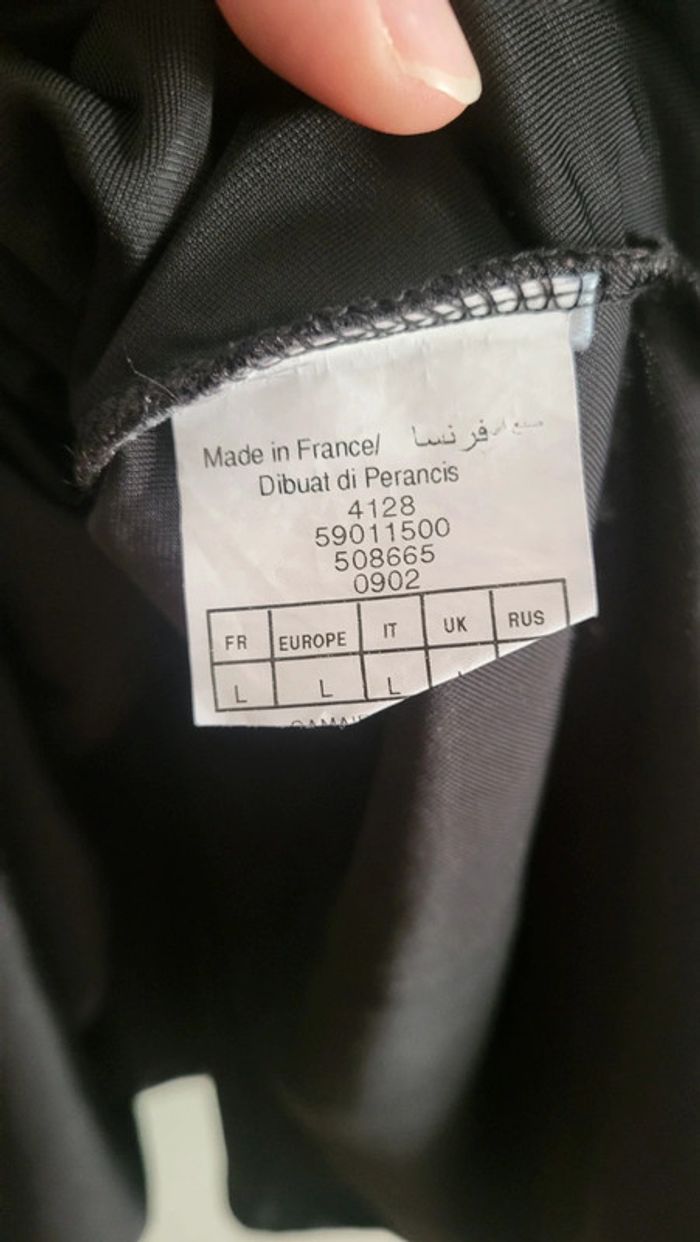 Made in France/ صنع في فرنسا
Dibuat di Perancis
4128
59011500
508665
0902
FR EUROPE IT UK RUS
L L L